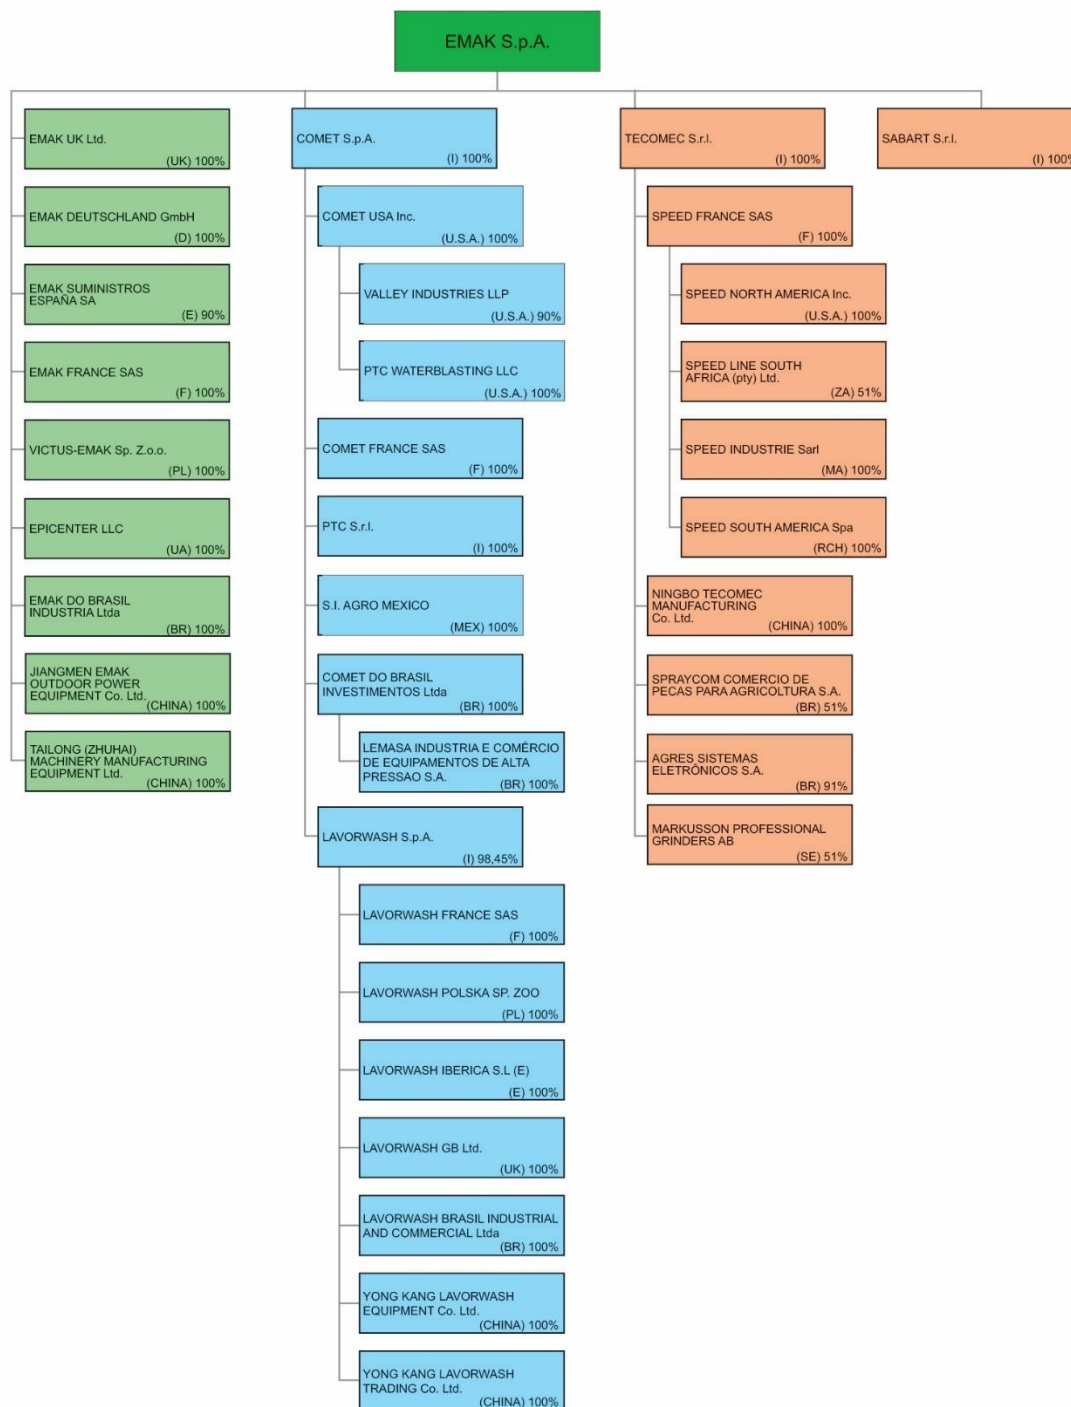 EMAK S.p.A.
EMAK UK Ltd.
(UK) 100%
EMAK DEUTSCHLAND GmbH
(D) 100%
EMAK SUMINISTROS
ESPAÑA SA
(E) 90%
EMAK FRANCE SAS
(F) 100%
VICTUS-EMAK Sp. Z.o.o.
(PL) 100%
EPICENTER LLC
(UA) 100%
EMAK DO BRASIL
INDUSTRIA Ltda
(BR) 100%
JIANGMEN EMAK
OUTDOOR POWER
EQUIPMENT Co. Ltd.
(CHINA) 100%
TAILONG (ZHUHAI)
MACHINERY MANUFACTURING
EQUIPMENT Ltd.
(CHINA) 100%
COMET S.p.A.
(I) 100%
COMET USA Inc.
(U.S.A.) 100%
VALLEY INDUSTRIES LLP
(U.S.A.) 90%
PTC WATERBLASTING LLC
(U.S.A.) 100%
COMET FRANCE SAS
(F) 100%
PTC S.r.l.
(I) 100%
S.I. AGRO MEXICO
(MEX) 100%
COMET DO BRASIL
INVESTIMENTOS Ltda
(BR) 100%
LEMASA INDUSTRIA E COMÉRCIO
DE EQUIPAMENTOS DE ALTA
PRESSAO S.A.
(BR) 100%
LAVORWASH S.p.A.
(I) 98,45%
LAVORWASH FRANCE SAS
(F) 100%
LAVORWASH POLSKA SP. ZOO
(PL) 100%
LAVORWASH IBERICA S.L (E)
(E) 100%
LAVORWASH GB Ltd.
(UK) 100%
LAVORWASH BRASIL INDUSTRIAL
AND COMMERCIAL Ltda
(BR) 100%
YONG KANG LAVORWASH
EQUIPMENT Co. Ltd.
(CHINA) 100%
YONG KANG LAVORWASH
TRADING Co. Ltd.
(CHINA) 100%
TECOMEC S.r.l.
(I) 100%
SPEED FRANCE SAS
(F) 100%
SPEED NORTH AMERICA Inc.
(U.S.A.) 100%
SPEED LINE SOUTH
AFRICA (pty) Ltd.
(ZA) 51%
SPEED INDUSTRIE Sarl
(MA) 100%
SPEED SOUTH AMERICA Spa
(RCH) 100%
NINGBO TECOMEC
MANUFACTURING
Co. Ltd.
(CHINA) 100%
SPRAYCOM COMERCIO DE
PECAS PARA AGRICOLTURA S.A.
(BR) 51%
AGRES SISTEMAS
ELETRÔNICOS S.A.
(BR) 91%
MARKUSSON PROFESSIONAL
GRINDERS AB
(SE) 51%
SABART S.r.l.
(I) 100%